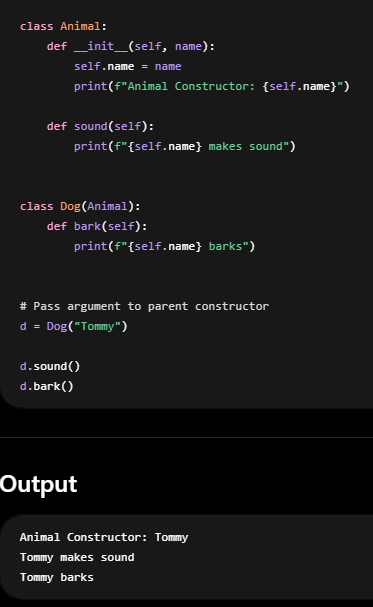 class Animal:
    def __init__(self, name):
        self.name = name
        print(f"Animal Constructor: {self.name}")

    def sound(self):
        print(f"{self.name} makes sound")


class Dog(Animal):
    def bark(self):
        print(f"{self.name} barks")


# Pass argument to parent constructor
d = Dog("Tommy")

d.sound()
d.bark()

Output

Animal Constructor: Tommy
Tommy makes sound
Tommy barks